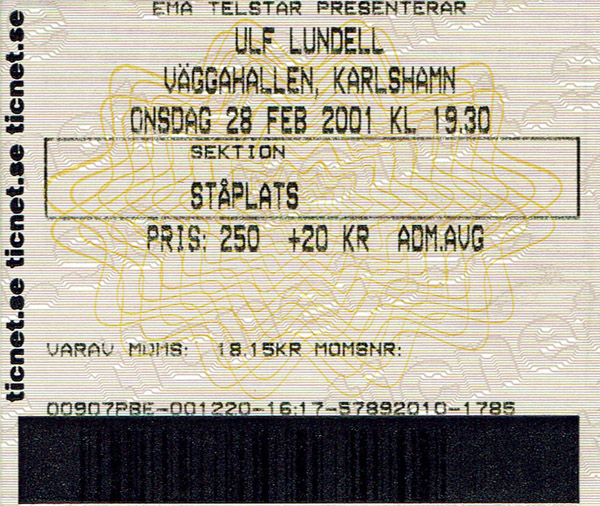 EMA TELSTAR PRESENTERAR
ULF LUNDELL
VÄGGAHALLEN, KARLSHAMN
ONSDAG 28 FEB 2001 KL 19.30
SEKTION
STÅPLATS
PRIS: 250 +20 KR ADM.AVG
VARAV MOMS: 18.15KR MOMSNR:
00907PBE-001220-16:17-57892010-1785
ticnet.se ticnet.se ticnet.se